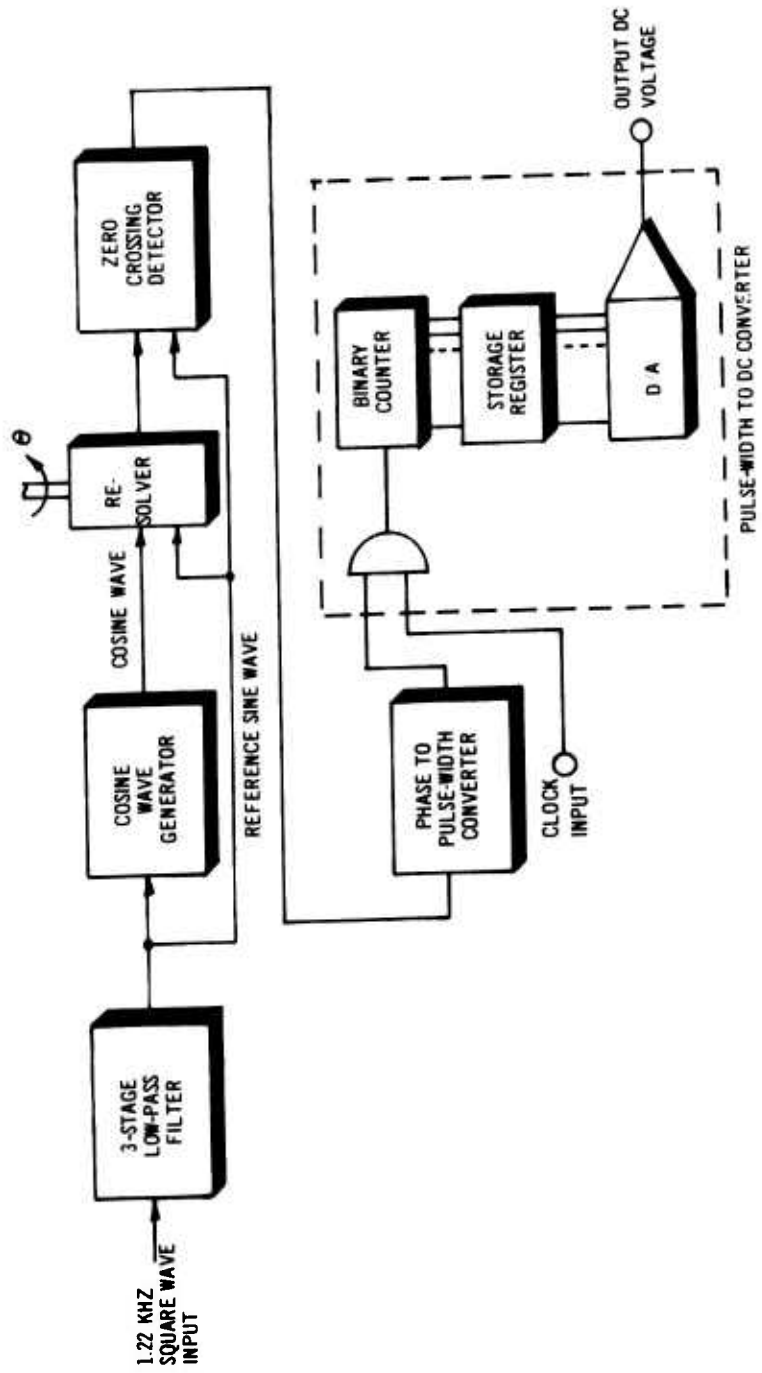 1.22 KHZ
SQUARE WAVE
INPUT
3-STAGE
LOW-PASS
FILTER
COSINE
WAVE
GENERATOR
COSINE WAVE
REFERENCE SINE WAVE
θ
RE-
SOLVER
ZERO
CROSSING
DETECTOR
PHASE TO
PULSE-WIDTH
CONVERTER
CLOCK
INPUT
BINARY
COUNTER
STORAGE
REGISTER
D A
OUTPUT DC
VOLTAGE
PULSE-WIDTH TO DC CONVERTER